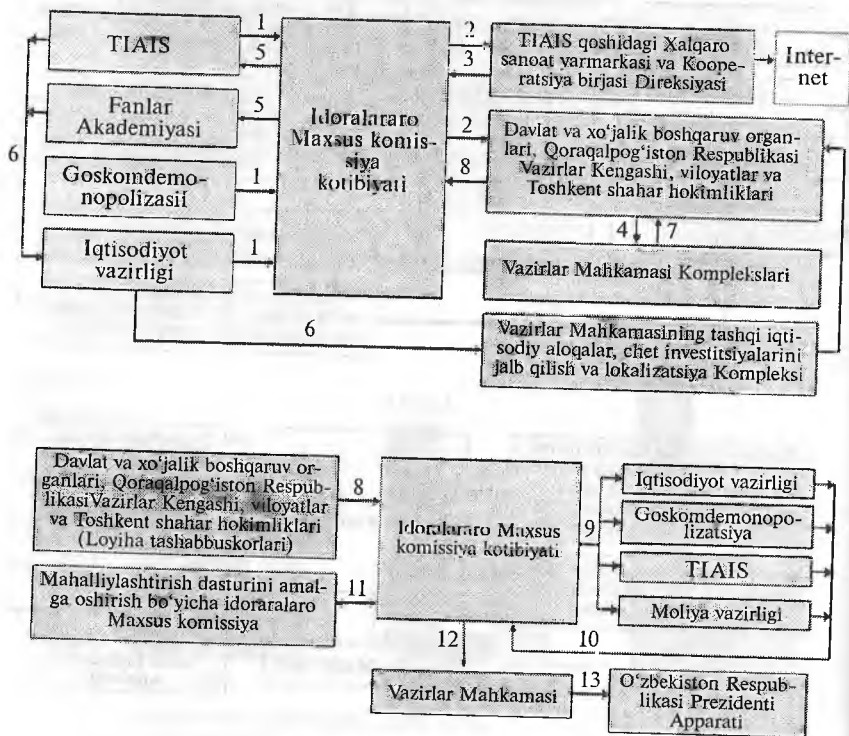 TIAIS
1
5
Fanlar
Akademiyasi
5
6
Goskomdemo-
nopolizasii
1
Iqtisodiyot
vazirligi
1
Idoralararo
Maxsus komis-
siya
kotibiyati
2
3
TIAIS qoshidagi Xalqaro
sanoat yarmarkasi va Koope-
ratsiya birjasi Direksiyasi
Inter-
net
2
8
Davlat va xo‘jalik boshqaruv organ-
lari, Qoraqalpog‘iston Respublikasi
Vazirlar Kengashi, viloyatlar va
Toshkent shahar hokimliklari
4
7
Vazirlar Mahkamasi Komplekslari
6
Vazirlar Mahkamasining tashqi iqti-
sodiy aloqalar, chet investitsiyalarini
jalb qilish va lokalizatsiya Kompleksi
Davlat va xo‘jalik boshqaruv or-
ganlari, Qoraqalpog‘iston Respub-
likasiVazirlar Kengashi, viloyatlar
va Toshkent shahar hokimliklari
(Loyiha tashabbuskorlari)
8
Mahalliylashtirish dasturini amal-
ga oshirish bo‘yicha idoraralaro
Maxsus komissiya
11
Idoralararo Maxsus
komissiya kotibiyati
9
Iqtisodiyot vazirligi
Goskomdemonopo-
lizatsiya
TIAIS
Moliya vazirligi
10
12
Vazirlar Mahkamasi
13
O‘zbekiston Respub-
likasi Prezidenti
Apparati